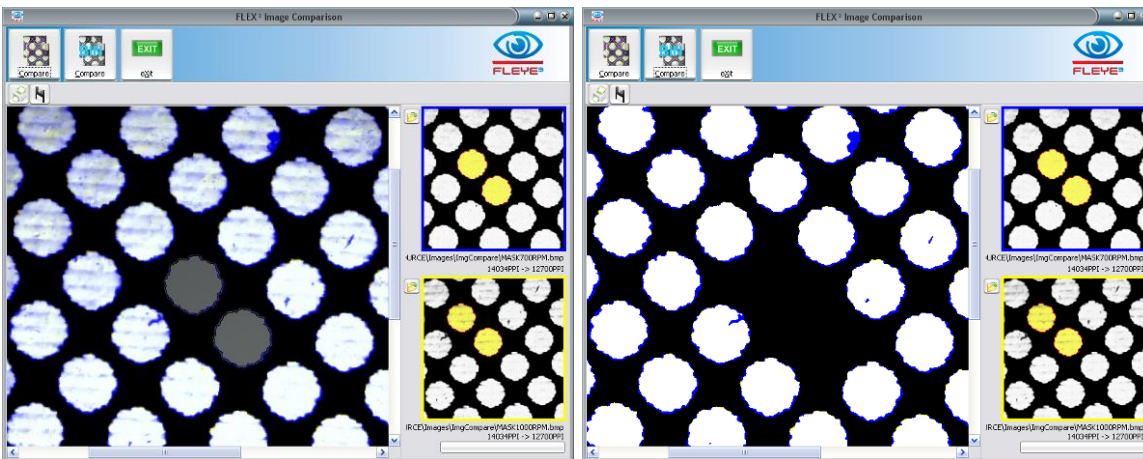 FLEX³ Image Comparison
EXIT
Compare
Compare
eXit
FLEYE³
URCE\Images\ImgCompare\MASK700RPM.bmp
14034PPI -> 12700PPI
IRCE\Images\ImgCompare\MASK1000RPM.bmp
14034PPI -> 12700PPI
FLEX³ Image Comparison
B/W
EXIT
Compare
Compare
eXit
FLEYE³
URCE\Images\ImgCompare\MASK700RPM.bmp
14034PPI -> 12700PPI
IRCE\Images\ImgCompare\MASK1000RPM.bmp
14034PPI -> 12700PPI